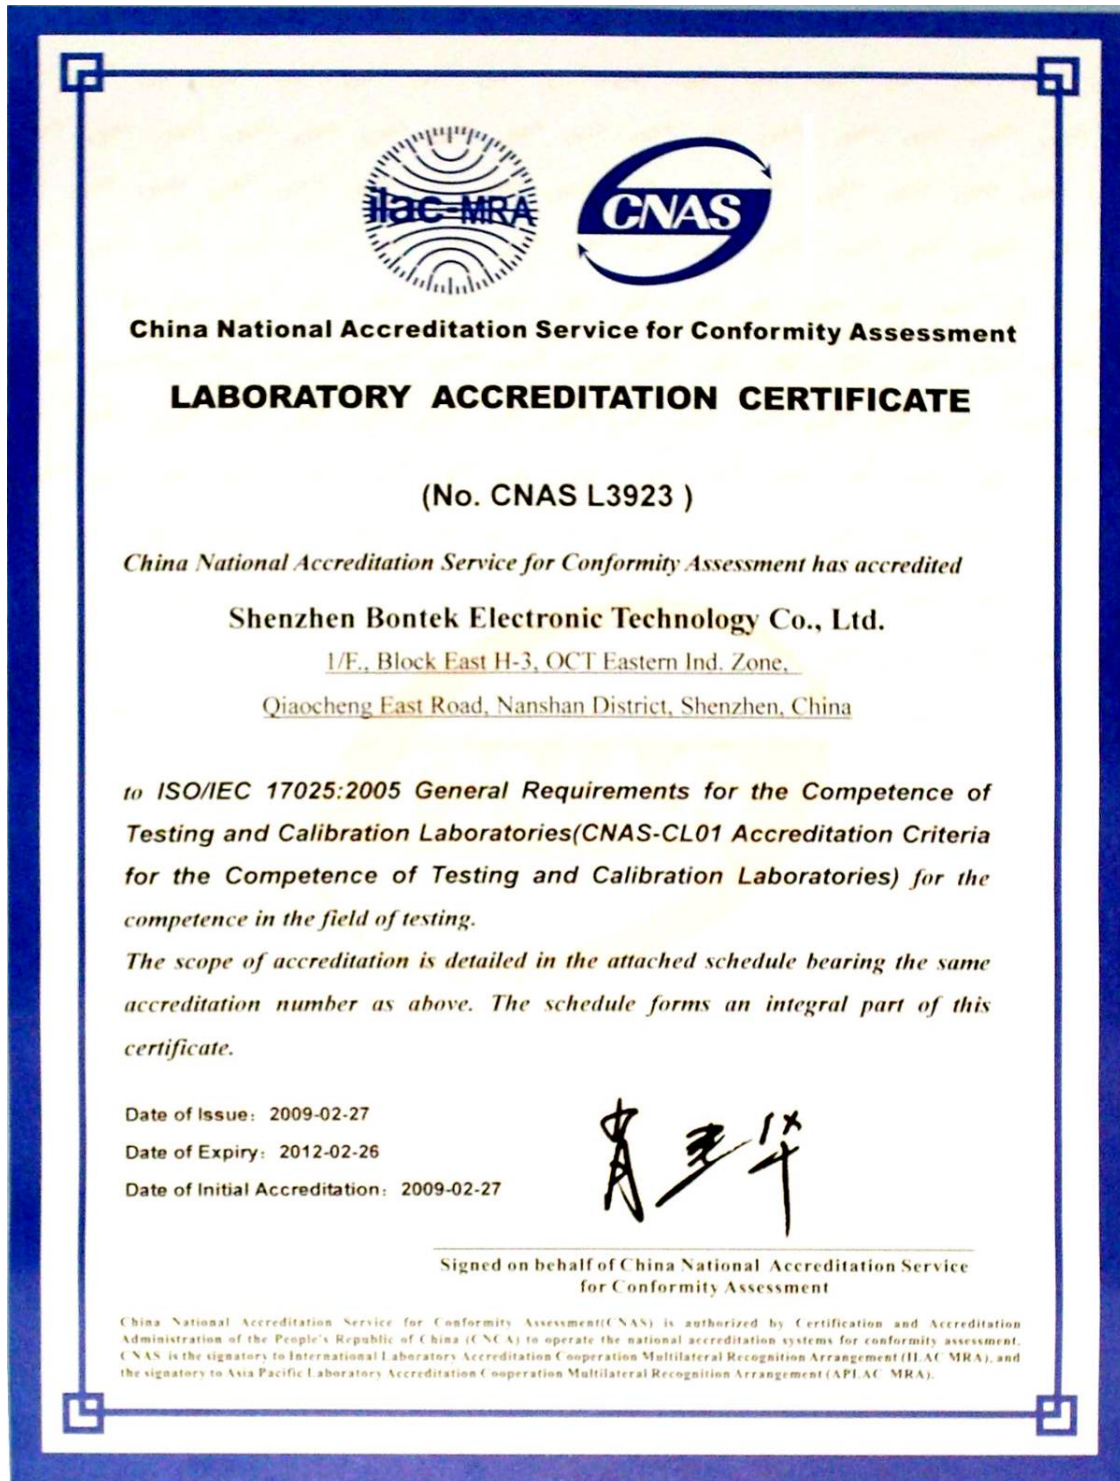 ilac-MRA
CNAS
China National Accreditation Service for Conformity Assessment
LABORATORY ACCREDITATION CERTIFICATE
(No. CNAS L3923 )
China National Accreditation Service for Conformity Assessment has accredited
Shenzhen Bontek Electronic Technology Co., Ltd.
1/F., Block East H-3, OCT Eastern Ind. Zone,
Qiaocheng East Road, Nanshan District, Shenzhen, China
to ISO/IEC 17025:2005 General Requirements for the Competence of
Testing and Calibration Laboratories(CNAS-CL01 Accreditation Criteria
for the Competence of Testing and Calibration Laboratories) for the
competence in the field of testing.
The scope of accreditation is detailed in the attached schedule bearing the same
accreditation number as above. The schedule forms an integral part of this
certificate.
Date of Issue: 2009-02-27
Date of Expiry: 2012-02-26
Date of Initial Accreditation: 2009-02-27
Signed on behalf of China National Accreditation Service
for Conformity Assessment
China National Accreditation Service for Conformity Assessment(CNAS) is authorized by Certification and Accreditation
Administration of the People's Republic of China (CNCA) to operate the national accreditation systems for conformity assessment.
CNAS is the signatory to International Laboratory Accreditation Cooperation Multilateral Recognition Arrangement (ILAC MRA), and
the signatory to Asia Pacific Laboratory Accreditation Cooperation Multilateral Recognition Arrangement (APLAC MRA).